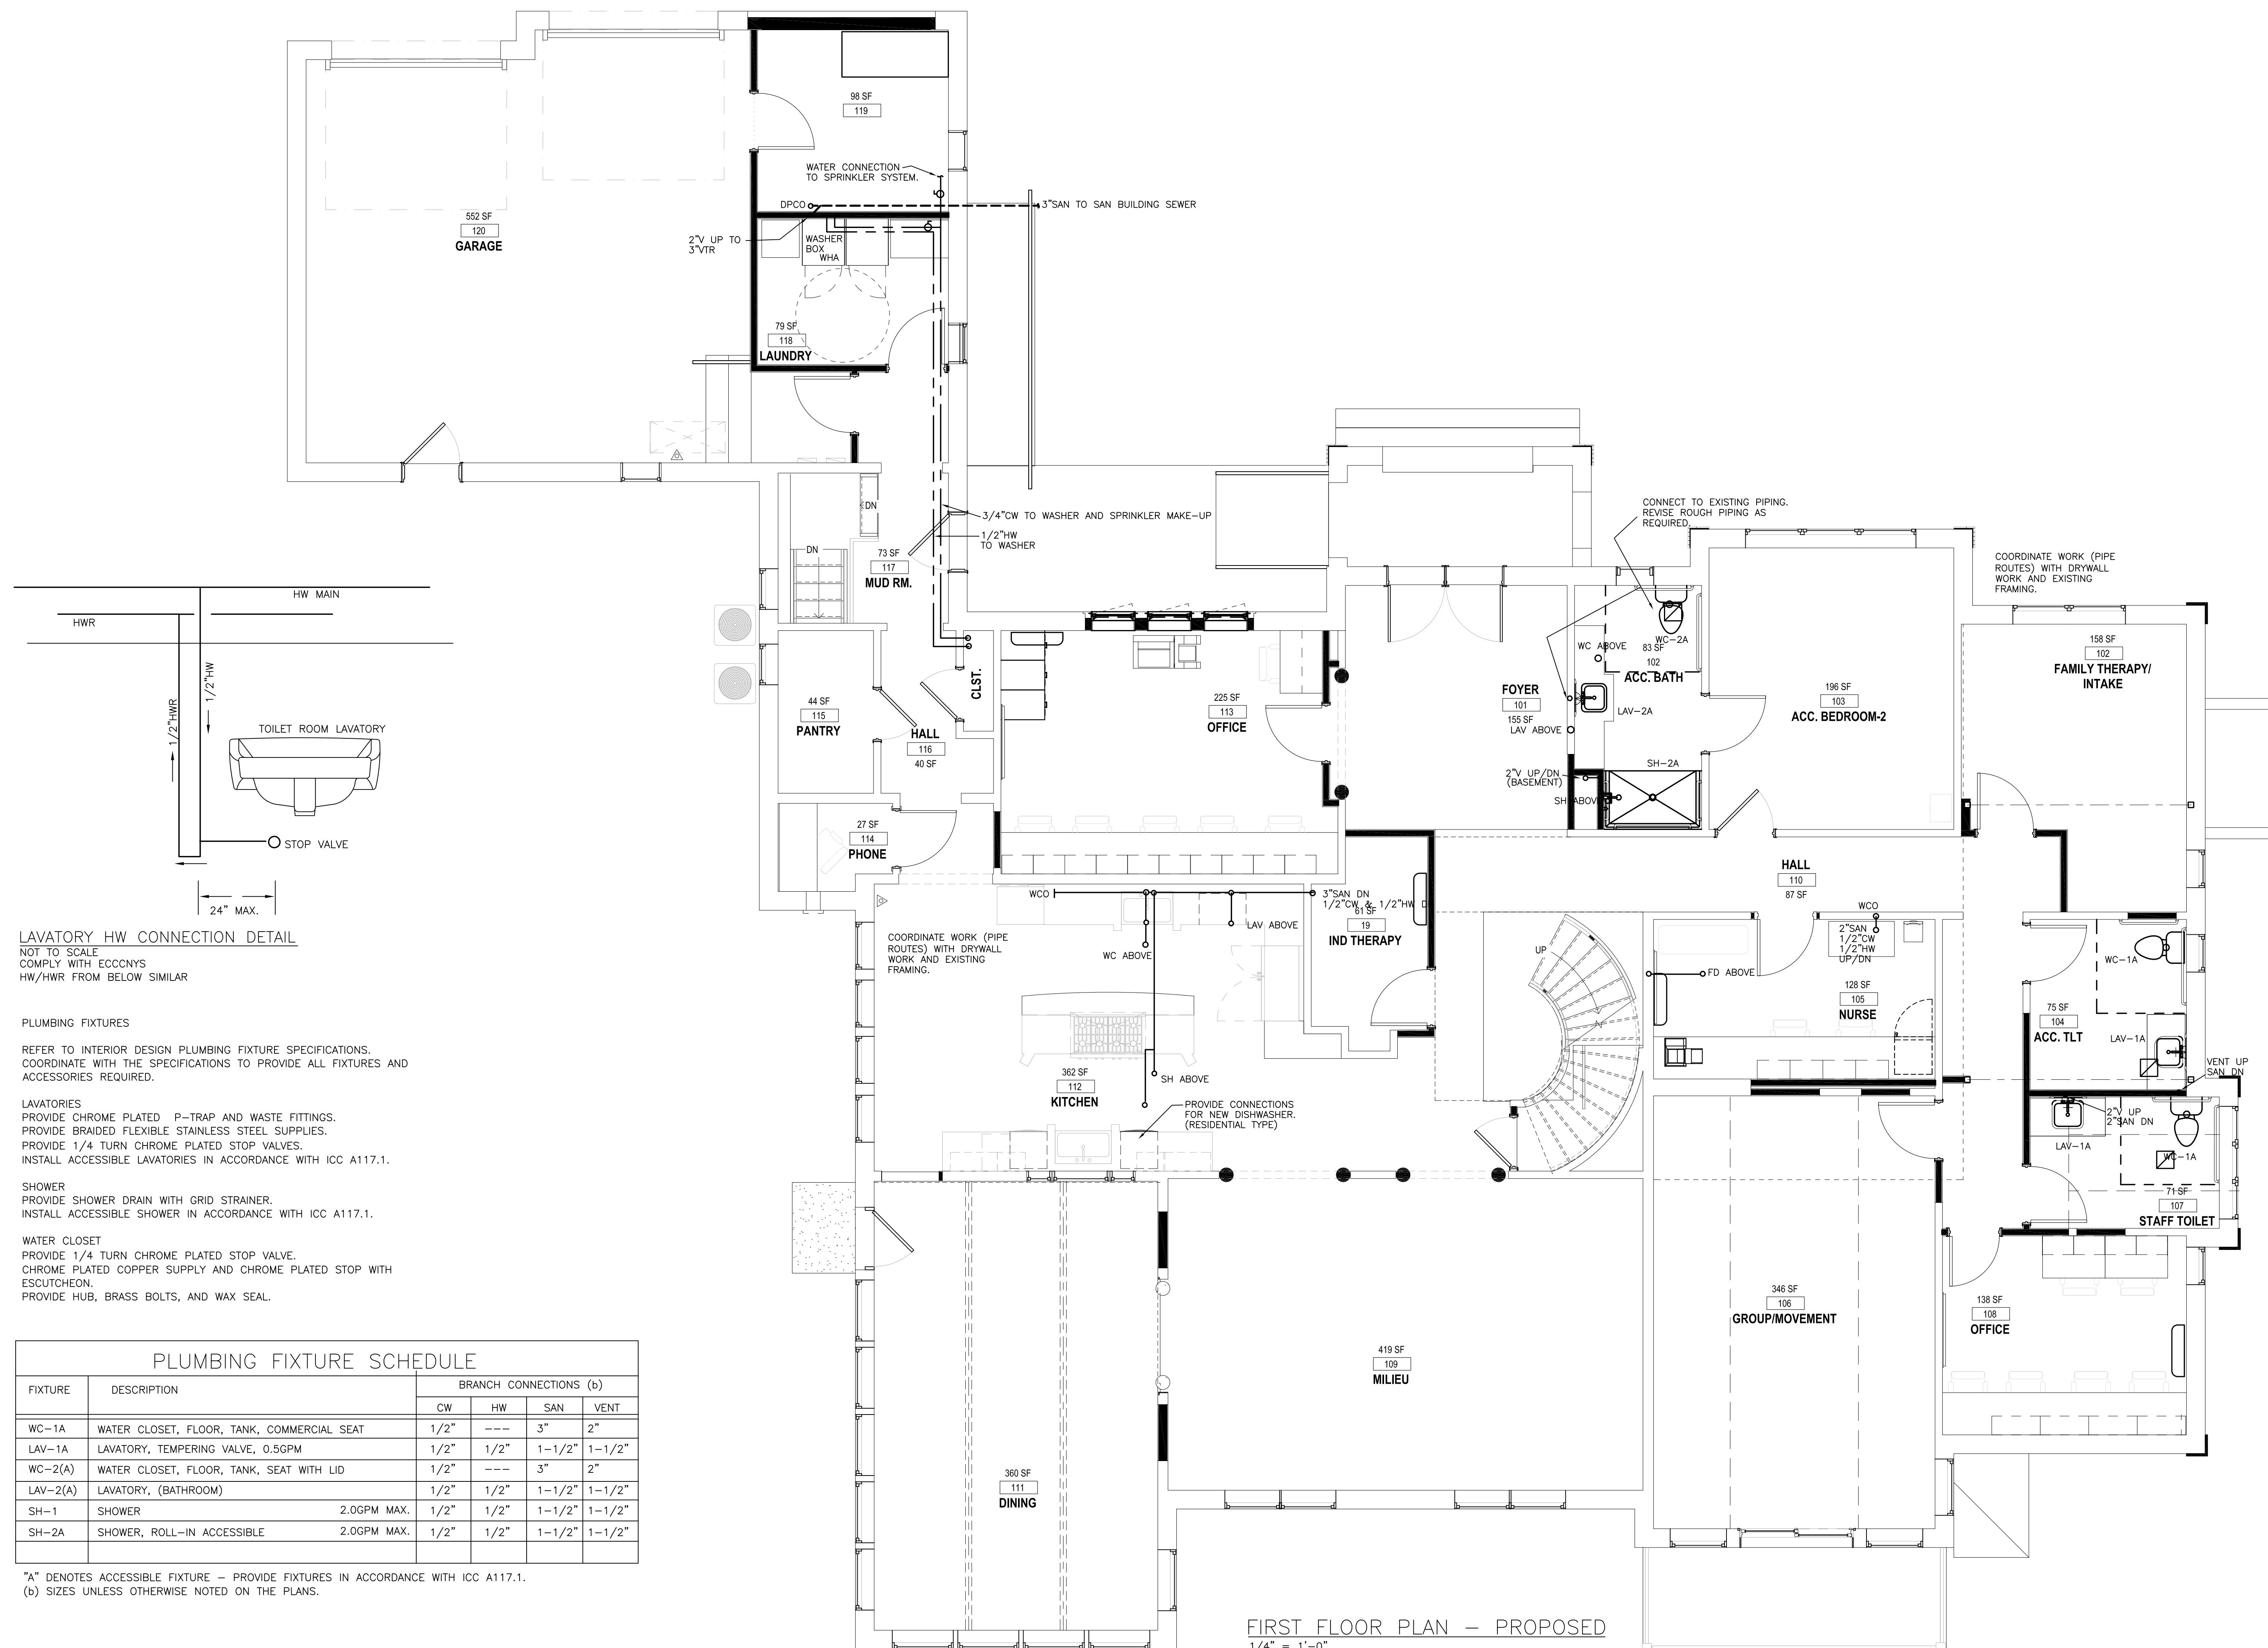 98 SF
119
WATER CONNECTION
TO SPRINKLER SYSTEM.
DPCO
3"SAN TO SAN BUILDING SEWER
552 SF
120
GARAGE
2"V UP TO
3"VTR
WASHER
BOX
WHA
79 SF
118
LAUNDRY
DN
DN
3/4"CW TO WASHER AND SPRINKLER MAKE-UP
1/2"HW
TO WASHER
73 SF
117
MUD RM.
CONNECT TO EXISTING PIPING.
REVISE ROUGH PIPING AS
REQUIRED.
COORDINATE WORK (PIPE
ROUTES) WITH DRYWALL
WORK AND EXISTING
FRAMING.
HW MAIN
HWR
1/2"HWR
1/2"HW
TOILET ROOM LAVATORY
STOP VALVE
24" MAX.
LAVATORY HW CONNECTION DETAIL
NOT TO SCALE
COMPLY WITH ECCCNYS
HW/HWR FROM BELOW SIMILAR
44 SF
115
PANTRY
HALL
116
40 SF
CLST.
225 SF
113
OFFICE
FOYER
101
155 SF
LAV ABOVE
WC ABOVE
WC-2A
83 SF
102
ACC. BATH
LAV-2A
SH-2A
2"V UP/DN
(BASEMENT)
SH ABOVE
196 SF
103
ACC. BEDROOM-2
158 SF
102
FAMILY THERAPY/
INTAKE
27 SF
114
PHONE
WCO
3"SAN DN
1/2"CW & 1/2"HW D
61 SF
19
IND THERAPY
LAV ABOVE
WC ABOVE
COORDINATE WORK (PIPE
ROUTES) WITH DRYWALL
WORK AND EXISTING
FRAMING.
HALL
110
87 SF
WCO
2"SAN
1/2"CW
1/2"HW
UP/DN
UP
FD ABOVE
128 SF
105
NURSE
WC-1A
75 SF
104
ACC. TLT
LAV-1A
VENT UP
SAN DN
362 SF
112
KITCHEN
SH ABOVE
PROVIDE CONNECTIONS
FOR NEW DISHWASHER.
(RESIDENTIAL TYPE)
2"V UP
2"SAN DN
LAV-1A
WC-1A
71 SF
107
STAFF TOILET
PLUMBING FIXTURES
REFER TO INTERIOR DESIGN PLUMBING FIXTURE SPECIFICATIONS.
COORDINATE WITH THE SPECIFICATIONS TO PROVIDE ALL FIXTURES AND
ACCESSORIES REQUIRED.
LAVATORIES
PROVIDE CHROME PLATED P-TRAP AND WASTE FITTINGS.
PROVIDE BRAIDED FLEXIBLE STAINLESS STEEL SUPPLIES.
PROVIDE 1/4 TURN CHROME PLATED STOP VALVES.
INSTALL ACCESSIBLE LAVATORIES IN ACCORDANCE WITH ICC A117.1.
SHOWER
PROVIDE SHOWER DRAIN WITH GRID STRAINER.
INSTALL ACCESSIBLE SHOWER IN ACCORDANCE WITH ICC A117.1.
WATER CLOSET
PROVIDE 1/4 TURN CHROME PLATED STOP VALVE.
CHROME PLATED COPPER SUPPLY AND CHROME PLATED STOP WITH
ESCUTCHEON.
PROVIDE HUB, BRASS BOLTS, AND WAX SEAL.
346 SF
106
GROUP/MOVEMENT
138 SF
108
OFFICE
419 SF
109
MILIEU
360 SF
111
DINING
PLUMBING FIXTURE SCHEDULE
FIXTURE DESCRIPTION BRANCH CONNECTIONS (b)
CW HW SAN VENT
WC-1A WATER CLOSET, FLOOR, TANK, COMMERCIAL SEAT 1/2" --- 3" 2"
LAV-1A LAVATORY, TEMPERING VALVE, 0.5GPM 1/2" 1/2" 1-1/2" 1-1/2"
WC-2(A) WATER CLOSET, FLOOR, TANK, SEAT WITH LID 1/2" --- 3" 2"
LAV-2(A) LAVATORY, (BATHROOM) 1/2" 1/2" 1-1/2" 1-1/2"
SH-1 SHOWER 2.0GPM MAX. 1/2" 1/2" 1-1/2" 1-1/2"
SH-2A SHOWER, ROLL-IN ACCESSIBLE 2.0GPM MAX. 1/2" 1/2" 1-1/2" 1-1/2"
"A" DENOTES ACCESSIBLE FIXTURE - PROVIDE FIXTURES IN ACCORDANCE WITH ICC A117.1.
(b) SIZES UNLESS OTHERWISE NOTED ON THE PLANS.
FIRST FLOOR PLAN - PROPOSED
1/4" = 1'-0"